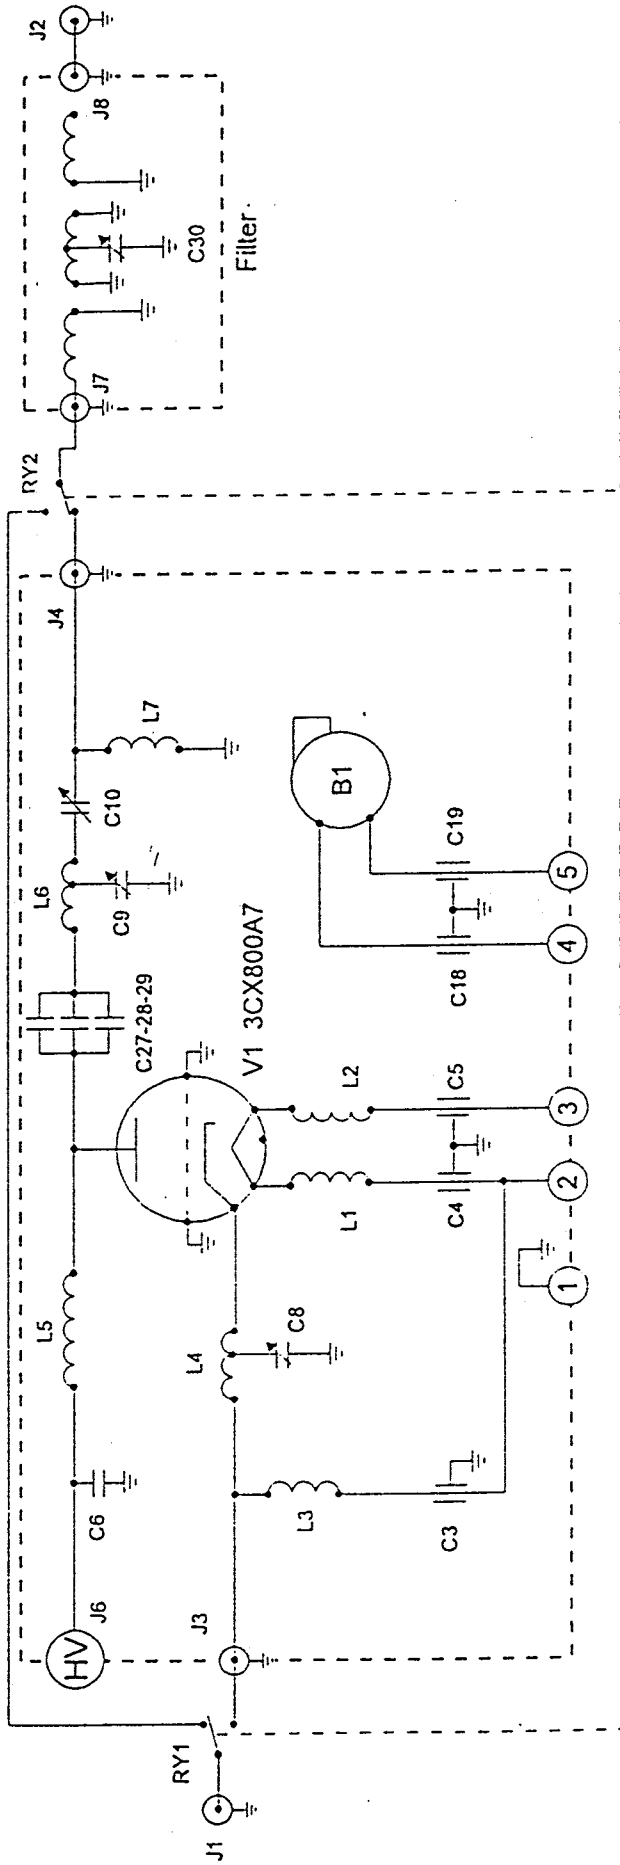 J1
RY1
J3
HV
J6
C6
L5
L3
C3
L4
C8
1
2
3
C4
C5
L1
L2
V1 3CX800A7
C27-28-29
L6
C9
C10
L7
B1
C18
C19
4
5
J4
RY2
J7
C30
Filter
J8
J2